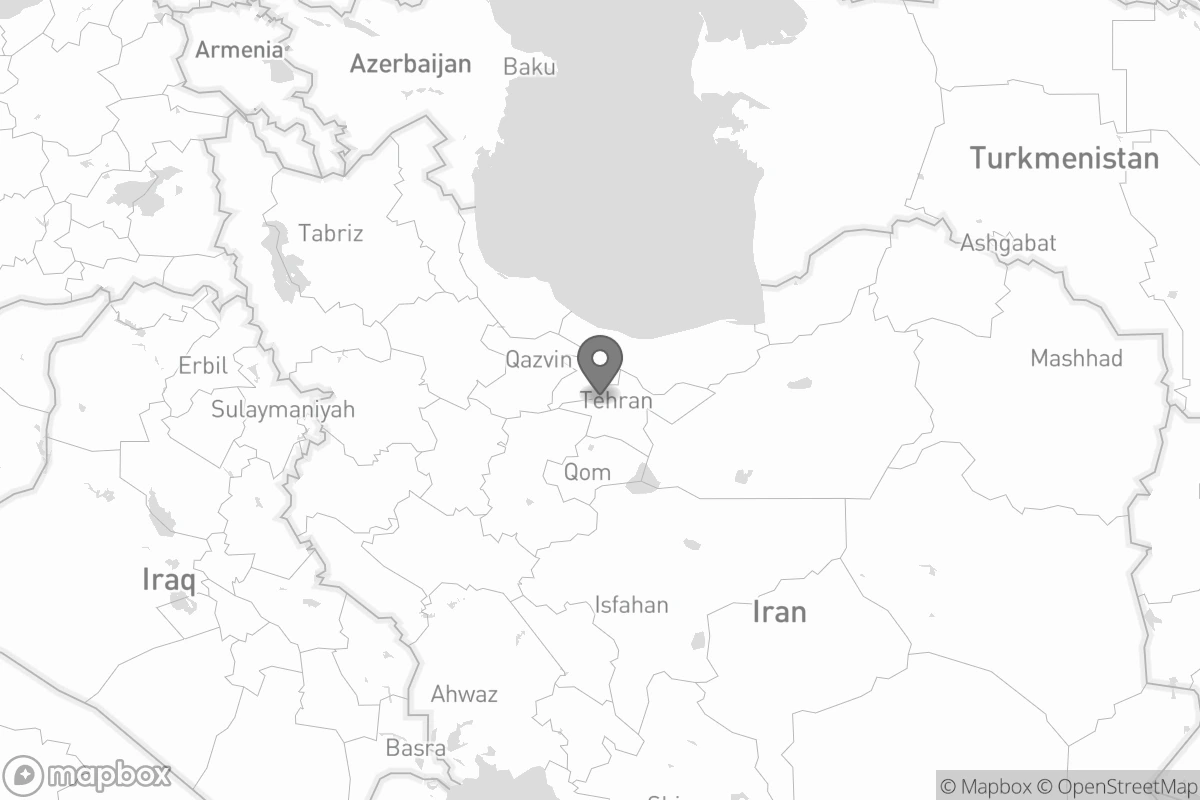 Armenia
Azerbaijan
Baku
Turkmenistan
Tabriz
Ashgabat
Qazvin
Mashhad
Erbil
Tehran
Sulaymaniyah
Qom
Iraq
Isfahan
Iran
Ahwaz
Basra
mapbox
© Mapbox © OpenStreetMap